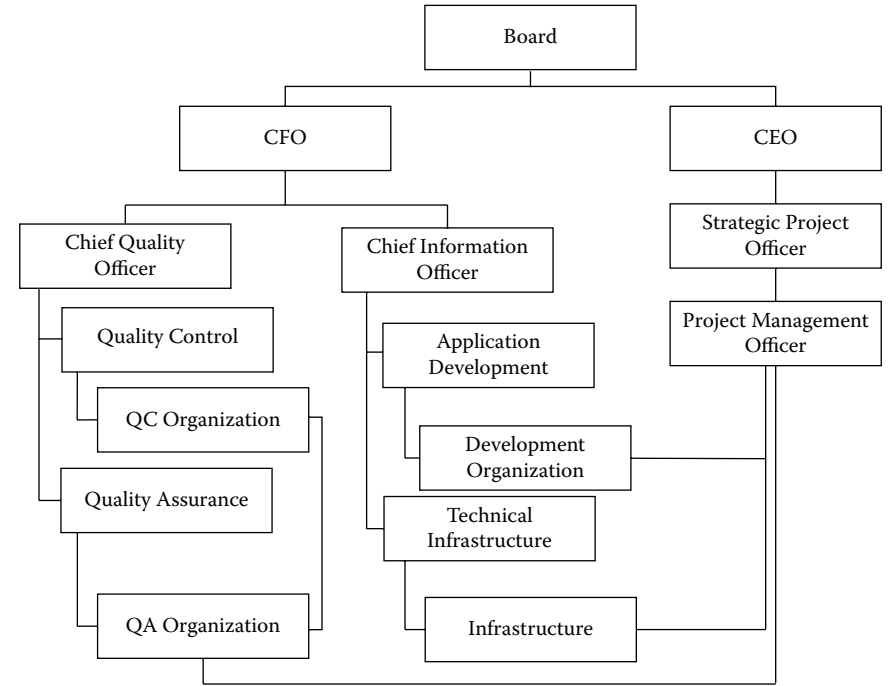 Board
CFO
CEO
Chief Quality
Officer
Chief Information
Officer
Strategic Project
Officer
Quality Control
Application
Development
Project Management
Officer
QC Organization
Development
Organization
Quality Assurance
Technical
Infrastructure
QA Organization
Infrastructure